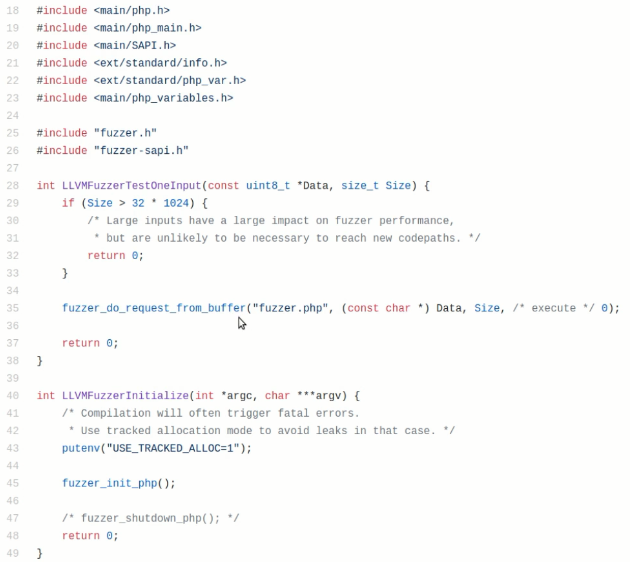 18 #include <main/php.h>
19 #include <main/php_main.h>
20 #include <main/SAPI.h>
21 #include <ext/standard/info.h>
22 #include <ext/standard/php_var.h>
23 #include <main/php_variables.h>
24
25 #include "fuzzer.h"
26 #include "fuzzer-sapi.h"
27
28 int LLVMFuzzerTestOneInput(const uint8_t *Data, size_t Size) {
29     if (Size > 32 * 1024) {
30         /* Large inputs have a large impact on fuzzer performance,
31          * but are unlikely to be necessary to reach new codepaths. */
32         return 0;
33     }
34
35     fuzzer_do_request_from_buffer("fuzzer.php", (const char *) Data, Size, /* execute */ 0);
36
37     return 0;
38 }
39
40 int LLVMFuzzerInitialize(int *argc, char ***argv) {
41     /* Compilation will often trigger fatal errors.
42      * Use tracked allocation mode to avoid leaks in that case. */
43     putenv("USE_TRACKED_ALLOC=1");
44
45     fuzzer_init_php();
46
47     /* fuzzer_shutdown_php(); */
48     return 0;
49 }